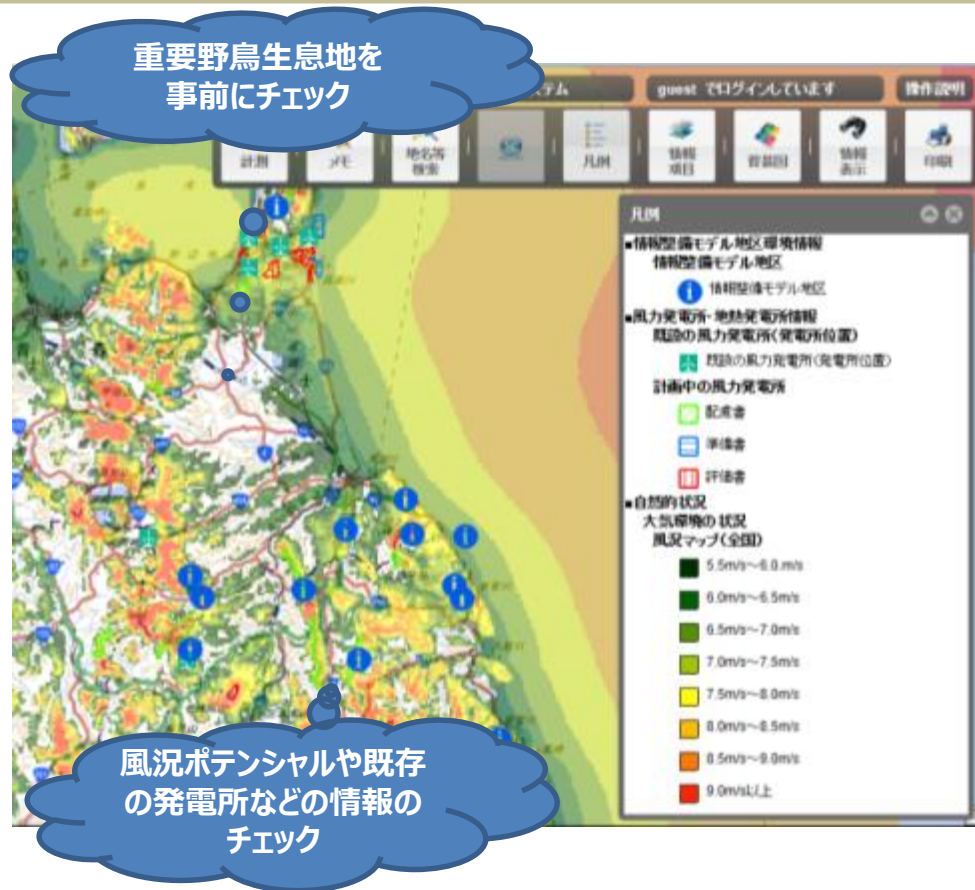 重要野鳥生息地を
事前にチェック
guest でログインしています
操作説明
計測
メモ
地名等
検索
凡例
情報
項目
背景図
情報
表示
印刷
凡例
■情報整備モデル地区環境情報
情報整備モデル地区
情報整備モデル地区
■風力発電所・地熱発電所情報
既設の風力発電所(発電所位置)
既設の風力発電所(発電所位置)
計画中の風力発電所
配慮書
準備書
評価書
■自然的状況
大気環境の状況
風況マップ(全国)
5.5m/s～6.0.m/s
6.0m/s～6.5m/s
6.5m/s～7.0m/s
7.0m/s～7.5m/s
7.5m/s～8.0m/s
8.0m/s～8.5m/s
8.5m/s～9.0m/s
9.0m/s以上
風況ポテンシャルや既存
の発電所などの情報の
チェック